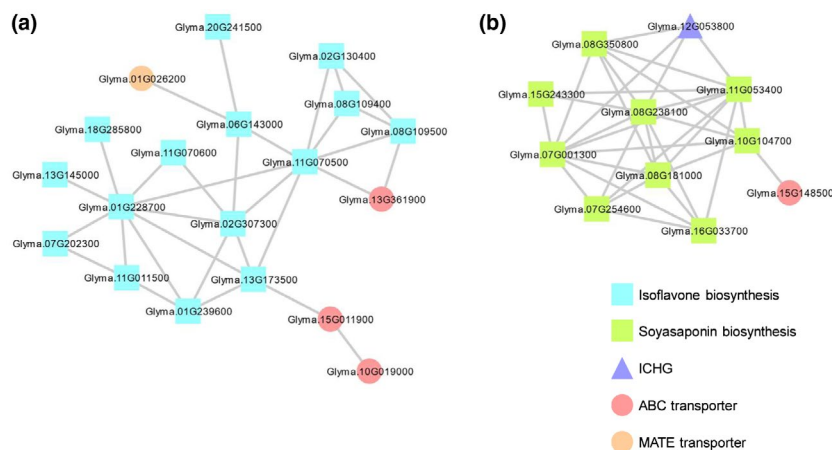 (a)
Glyma.20G241500
Glyma.02G130400
Glyma.01G026200
Glyma.08G109400
Glyma.06G143000
Glyma.08G109500
Glyma.18G285800
Glyma.11G070600
Glyma.11G070500
Glyma.13G145000
Glyma.13G361900
Glyma.01G228700
Glyma.02G307300
Glyma.07G202300
Glyma.11G011500
Glyma.13G173500
Glyma.01G239600
Glyma.15G011900
Glyma.10G019000
(b)
Glyma.12G053800
Glyma.08G350800
Glyma.11G053400
Glyma.15G243300
Glyma.08G238100
Glyma.10G104700
Glyma.07G001300
Glyma.08G181000
Glyma.15G148500
Glyma.07G254600
Glyma.16G033700
Isoflavone biosynthesis
Soyasaponin biosynthesis
ICHG
ABC transporter
MATE transporter